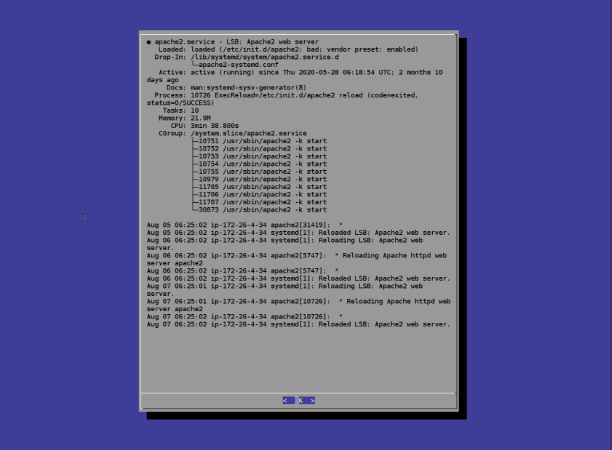 ● apache2.service - LSB: Apache2 web server
Loaded: loaded (/etc/init.d/apache2; bad; vendor preset: enabled)
Drop-In: /lib/systemd/system/apache2.service.d
└─apache2-systemd.conf
Active: active (running) since Thu 2020-05-28 06:18:54 UTC; 2 months 10
days ago
Docs: man:systemd-sysv-generator(8)
Process: 10726 ExecReload=/etc/init.d/apache2 reload (code=exited,
status=0/SUCCESS)
Tasks: 10
Memory: 21.9M
CPU: 3min 38.800s
CGroup: /system.slice/apache2.service
├─10751 /usr/sbin/apache2 -k start
├─10752 /usr/sbin/apache2 -k start
├─10753 /usr/sbin/apache2 -k start
├─10754 /usr/sbin/apache2 -k start
├─10755 /usr/sbin/apache2 -k start
├─10979 /usr/sbin/apache2 -k start
├─11705 /usr/sbin/apache2 -k start
├─11706 /usr/sbin/apache2 -k start
├─11707 /usr/sbin/apache2 -k start
└─30873 /usr/sbin/apache2 -k start
Aug 05 06:25:02 ip-172-26-4-34 apache2[31419]:  *
Aug 05 06:25:02 ip-172-26-4-34 systemd[1]: Reloaded LSB: Apache2 web server.
Aug 06 06:25:02 ip-172-26-4-34 systemd[1]: Reloading LSB: Apache2 web
server.
Aug 06 06:25:02 ip-172-26-4-34 apache2[5747]:  * Reloading Apache httpd web
server apache2
Aug 06 06:25:02 ip-172-26-4-34 apache2[5747]:  *
Aug 06 06:25:02 ip-172-26-4-34 systemd[1]: Reloaded LSB: Apache2 web server.
Aug 07 06:25:01 ip-172-26-4-34 systemd[1]: Reloading LSB: Apache2 web
server.
Aug 07 06:25:01 ip-172-26-4-34 apache2[10726]:  * Reloading Apache httpd web
server apache2
Aug 07 06:25:02 ip-172-26-4-34 apache2[10726]:  *
Aug 07 06:25:02 ip-172-26-4-34 systemd[1]: Reloaded LSB: Apache2 web server.
< K >